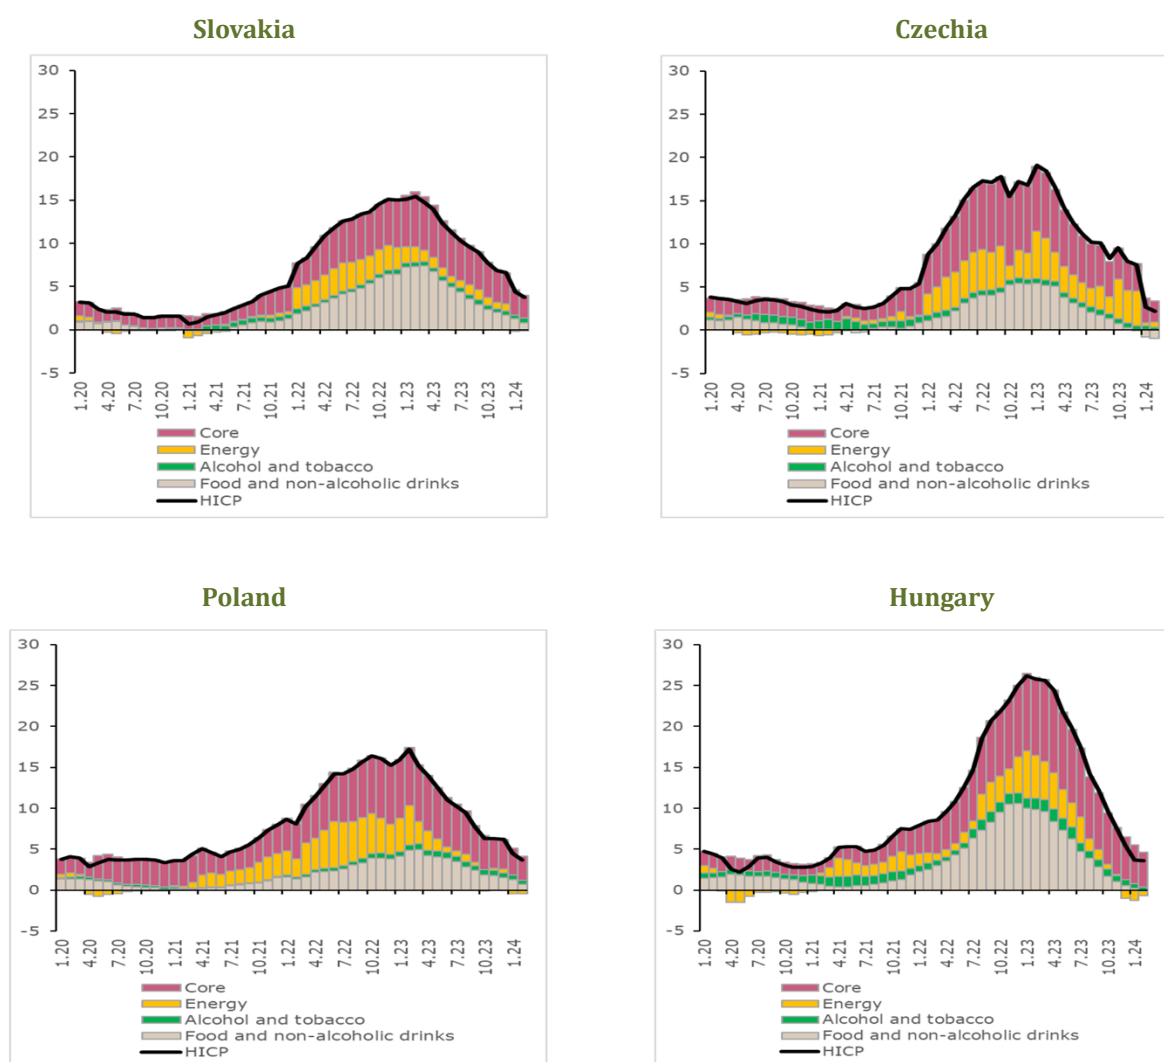 Slovakia
30
25
20
15
10
5
0
-5
1.20 4.20 7.20 10.20 1.21 4.21 7.21 10.21 1.22 4.22 7.22 10.22 1.23 4.23 7.23 10.23 1.24
Core
Energy
Alcohol and tobacco
Food and non-alcoholic drinks
HICP
Czechia
30
25
20
15
10
5
0
-5
1.20 4.20 7.20 10.20 1.21 4.21 7.21 10.21 1.22 4.22 7.22 10.22 1.23 4.23 7.23 10.23 1.24
Core
Energy
Alcohol and tobacco
Food and non-alcoholic drinks
HICP
Poland
30
25
20
15
10
5
0
-5
1.20 4.20 7.20 10.20 1.21 4.21 7.21 10.21 1.22 4.22 7.22 10.22 1.23 4.23 7.23 10.23 1.24
Core
Energy
Alcohol and tobacco
Food and non-alcoholic drinks
HICP
Hungary
30
25
20
15
10
5
0
-5
1.20 4.20 7.20 10.20 1.21 4.21 7.21 10.21 1.22 4.22 7.22 10.22 1.23 4.23 7.23 10.23 1.24
Core
Energy
Alcohol and tobacco
Food and non-alcoholic drinks
HICP